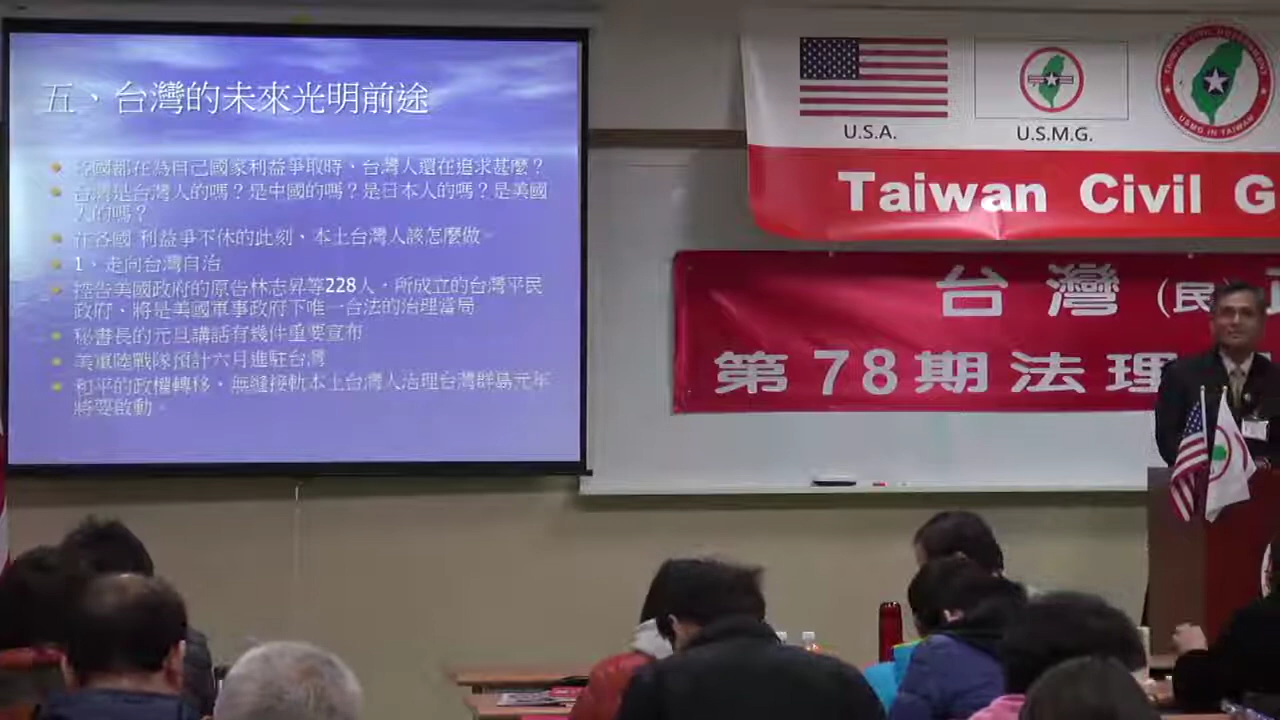 五、台灣的未來光明前途
各國都在為自己國家利益爭取時、台灣人還在追求甚麼？
台灣是台灣人的嗎？是中國的嗎？是日本人的嗎？是美國
人的嗎？
在各國 利益爭不休的此刻、本土台灣人該怎麼做。
1、走向台灣自治
控告美國政府的原告林志昇等228人，所成立的台灣平民
政府、將是美國軍事政府下唯一台法的治理當局
秘書長的元旦講話有幾件重要宣布
美軍陸戰隊預計六月進駐台灣
和平的政權轉移，無縫接軌本土台灣人治理台灣群島元年
將要啟動。
U.S.A.
U.S.M.G.
TAIWAN CIVIL GOVERNMENT
USMG IN TAIWAN
Taiwan Civil G
台灣(民
第78期法理